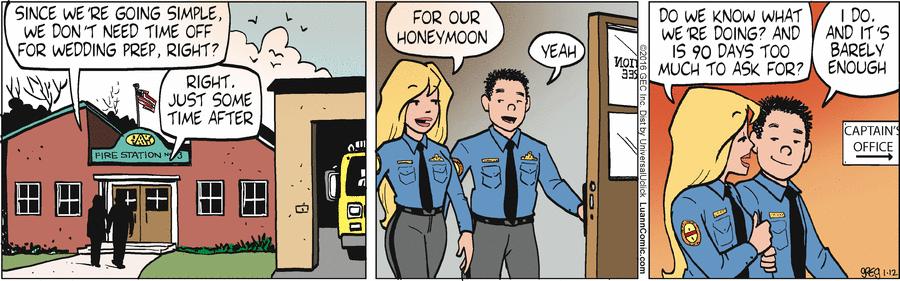 SINCE WE'RE GOING SIMPLE,
WE DON'T NEED TIME OFF
FOR WEDDING PREP, RIGHT?
RIGHT.
JUST SOME
TIME AFTER
FIRE STATION No. 3
FOR OUR
HONEYMOON
YEAH
©2016 GEC Inc. Dist by Universal Uclick LuannComic.com
DO WE KNOW WHAT
WE'RE DOING? AND
IS 90 DAYS TOO
MUCH TO ASK FOR?
I DO.
AND IT'S
BARELY
ENOUGH
CAPTAIN'S
OFFICE
greg 1·12